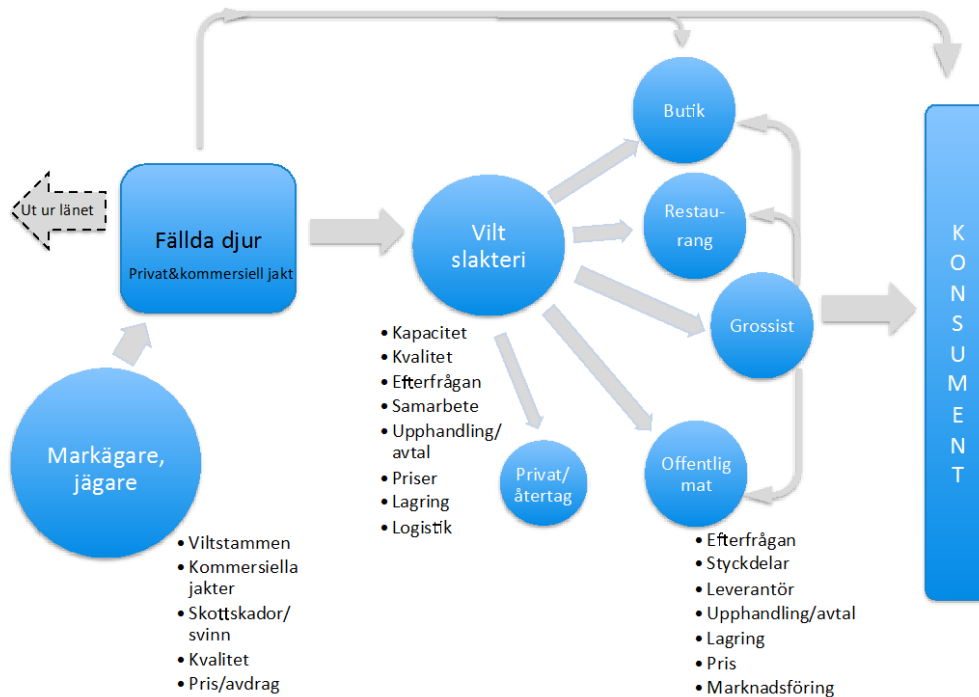 Butik
Ut ur länet
Fällda djur
Privat&kommersiell jakt
Vilt
slakteri
Restau-
rang
Grossist
K
O
N
S
U
M
E
N
T
• Kapacitet
• Kvalitet
• Efterfrågan
• Samarbete
• Upphandling/
avtal
• Priser
• Lagring
• Logistik
Markägare,
jägare
Privat/
återtag
Offentlig
mat
• Viltstammen
• Kommersiella
jakter
• Skottskador/
svinn
• Kvalitet
• Pris/avdrag
• Efterfrågan
• Styckdelar
• Leverantör
• Upphandling/avtal
• Lagring
• Pris
• Marknadsföring